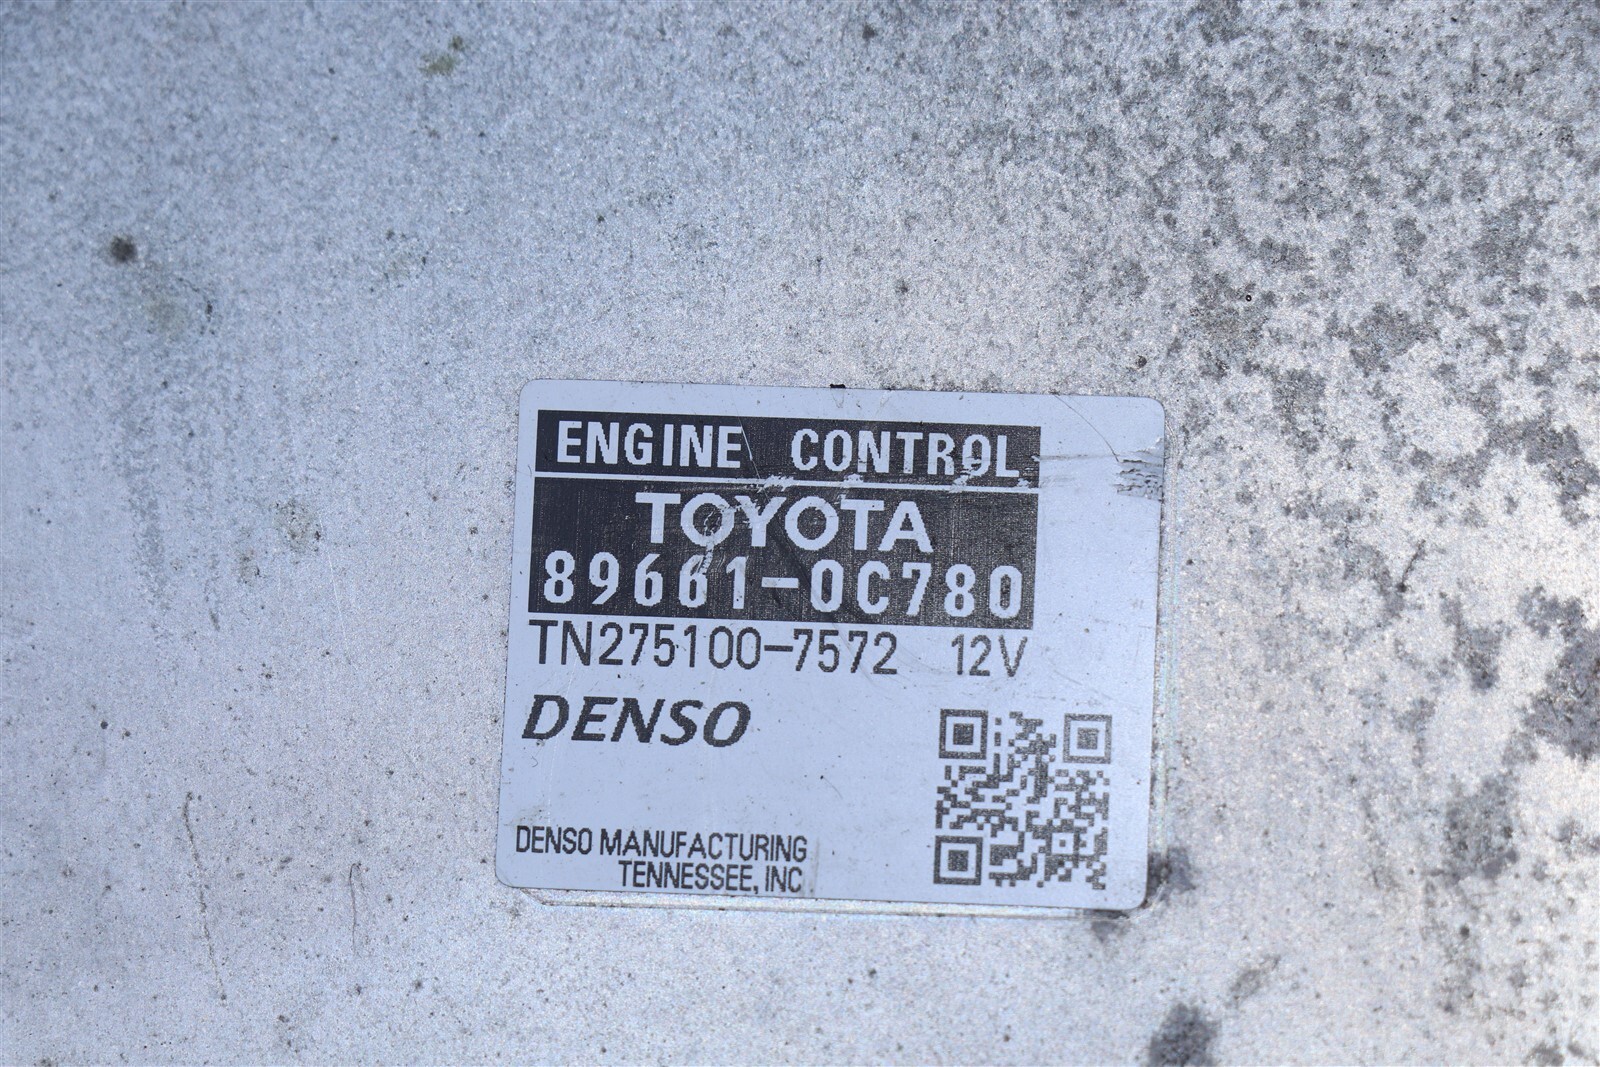 ENGINE CONTROL
TOYOTA
89661-0C780
TN275100-7572 12V
DENSO
DENSO MANUFACTURING
TENNESSEE, INC.